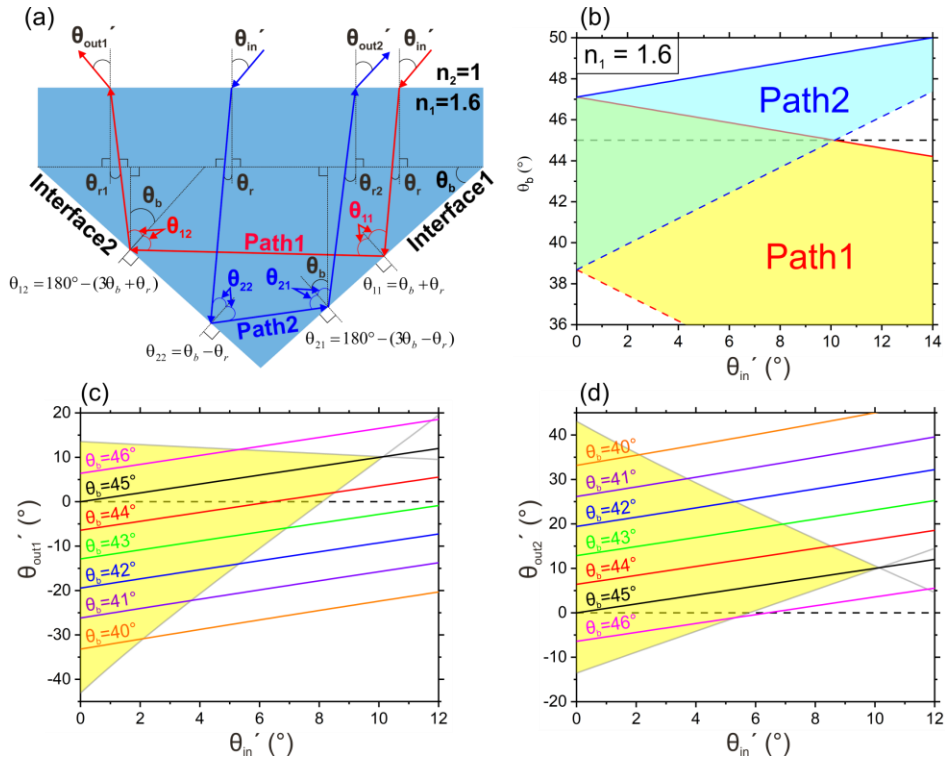 (a)
θout1′
θin′
θout2′
θin′
n2=1
n1=1.6
θr1
θr
θr2
θr
θb
Interface2
Interface1
θb
θ12
θ11
Path1
θb
θ12 = 180° − (3θb + θr)
θ22
θ21
θ11 = θb + θr
Path2
θ22 = θb − θr
θ21 = 180° − (3θb − θr)
(b)
n1 = 1.6
Path2
Path1
50
48
46
44
42
40
38
36
θb (°)
0 2 4 6 8 10 12 14
θin′ (°)
(c)
θb=46°
θb=45°
θb=44°
θb=43°
θb=42°
θb=41°
θb=40°
20
10
0
-10
-20
-30
-40
θout1′ (°)
0 2 4 6 8 10 12
θin′ (°)
(d)
θb=40°
θb=41°
θb=42°
θb=43°
θb=44°
θb=45°
θb=46°
40
30
20
10
0
-10
-20
θout2′ (°)
0 2 4 6 8 10 12
θin′ (°)